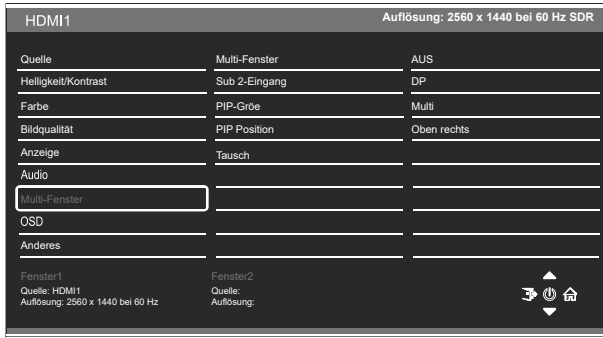 HDMI1
Auflösung: 2560 x 1440 bei 60 Hz SDR
Quelle
Multi-Fenster
AUS
Helligkeit/Kontrast
Sub 2-Eingang
DP
Farbe
PIP-Gröe
Multi
Bildqualität
PIP Position
Oben rechts
Anzeige
Tausch
Audio
Multi-Fenster
OSD
Anderes
Fenster1
Quelle: HDMI1
Auflösung: 2560 x 1440 bei 60 Hz
Fenster2
Quelle:
Auflösung: